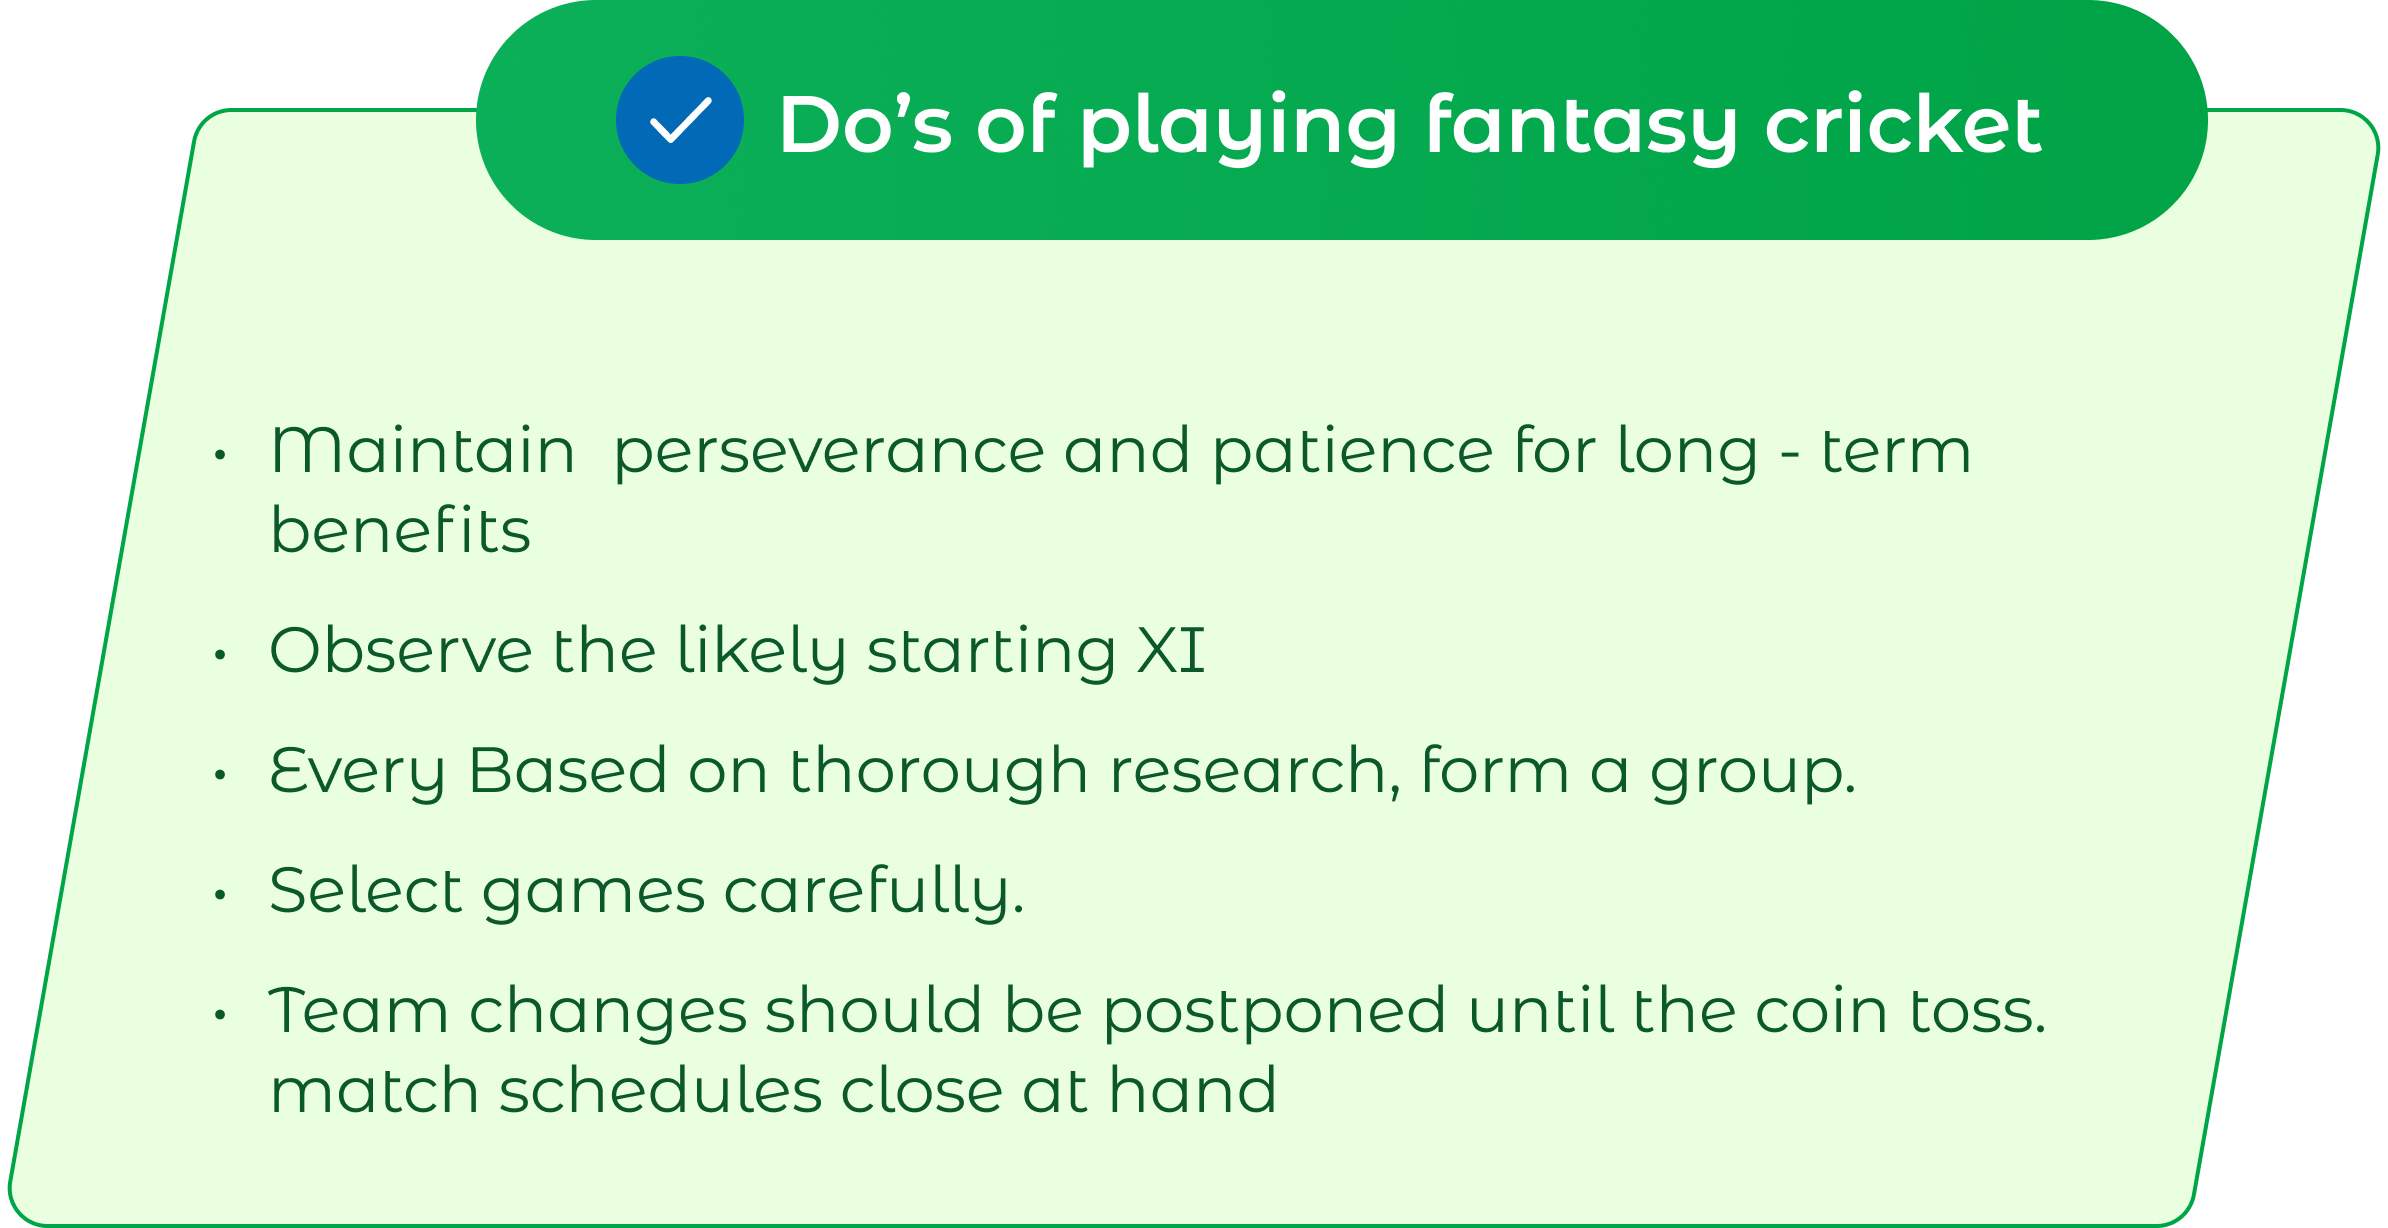 Do’s of playing fantasy cricket
• Maintain  perseverance and patience for long - term
benefits
• Observe the likely starting XI
• Every Based on thorough research, form a group.
• Select games carefully.
• Team changes should be postponed until the coin toss.
match schedules close at hand